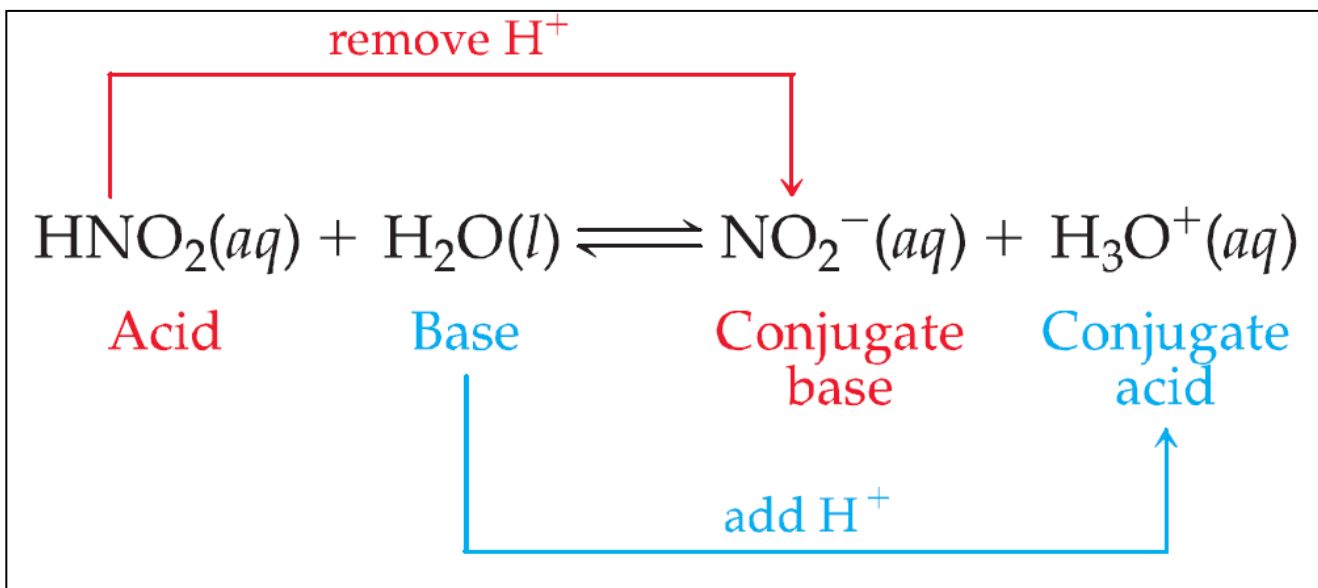 remove H⁺
HNO₂(aq) + H₂O(l) ⇌ NO₂⁻(aq) + H₃O⁺(aq)
Acid Base Conjugate base Conjugate acid
add H⁺